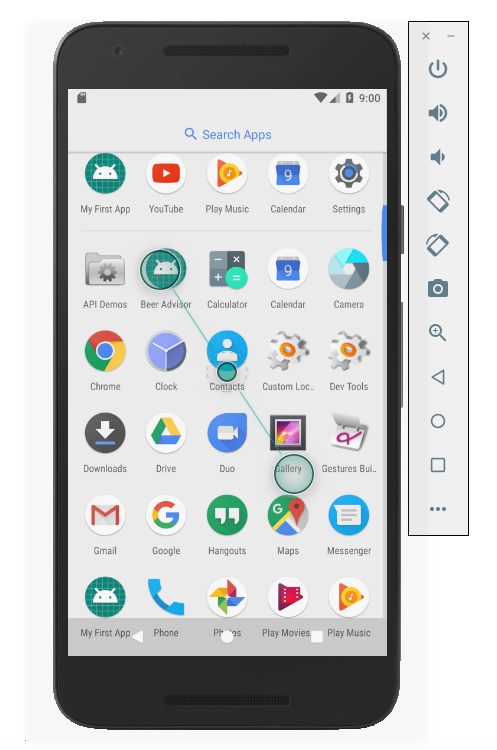 9:00
Search Apps
My First App YouTube Play Music Calendar Settings
9
API Demos Beer Advisor Calculator Calendar Camera
9
Chrome Clock Contacts Custom Loc.. Dev Tools
Downloads Drive Duo Gallery Gestures Bui..
G
Gmail Google Hangouts Maps Messenger
My First App Phone Photos Play Movies Play Music